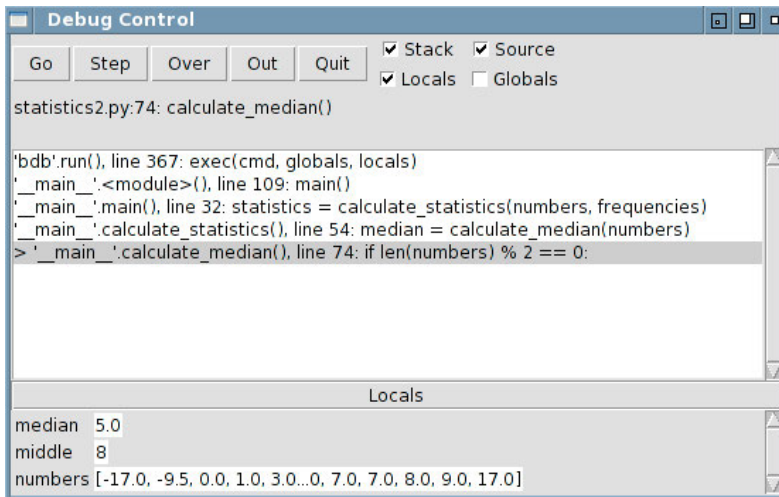 Debug Control
Go Step Over Out Quit
Stack Source
Locals Globals
statistics2.py:74: calculate_median()
'bdb'.run(), line 367: exec(cmd, globals, locals)
'__main__'.<module>(), line 109: main()
'__main__'.main(), line 32: statistics = calculate_statistics(numbers, frequencies)
'__main__'.calculate_statistics(), line 54: median = calculate_median(numbers)
> '__main__'.calculate_median(), line 74: if len(numbers) % 2 == 0:
Locals
median 5.0
middle 8
numbers [-17.0, -9.5, 0.0, 1.0, 3.0...0, 7.0, 7.0, 8.0, 9.0, 17.0]